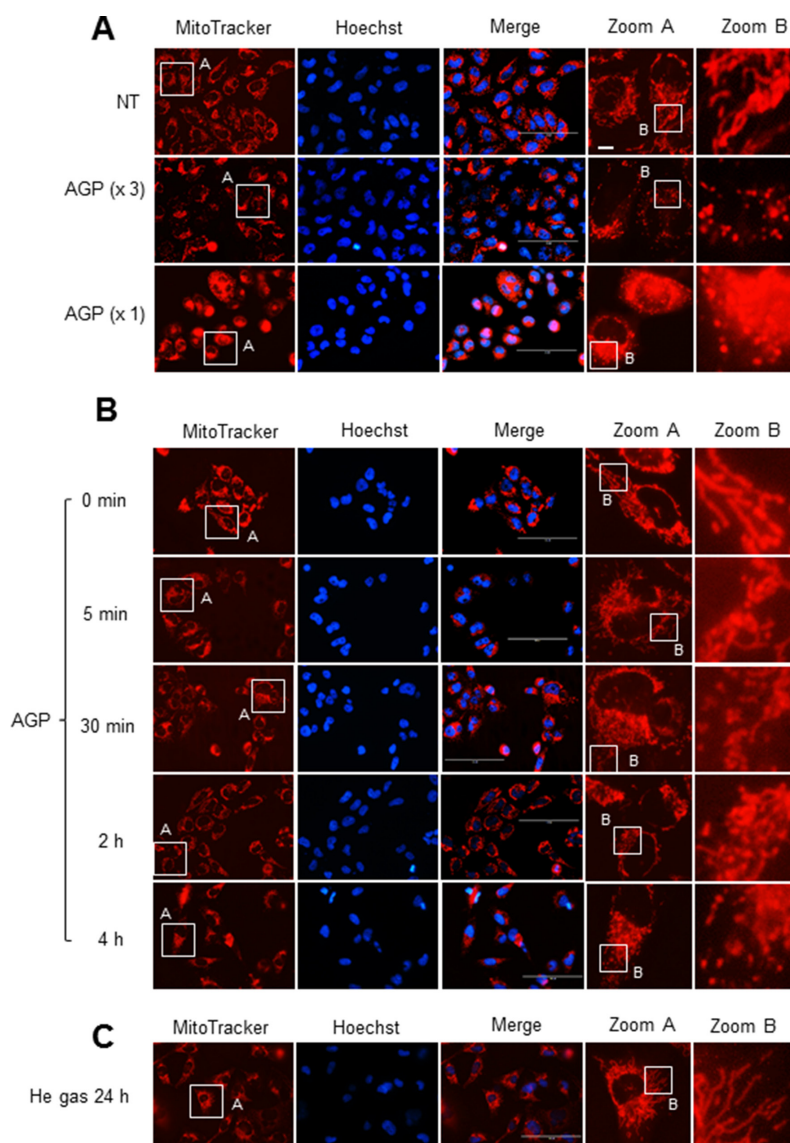 A
MitoTracker Hoechst Merge Zoom A Zoom B
NT
A
B
AGP (x 3)
A
B
AGP (x 1)
A
B
B
MitoTracker Hoechst Merge Zoom A Zoom B
0 min
A
B
5 min
A
B
AGP
30 min
A
B
2 h
A
B
4 h
A
B
C
MitoTracker Hoechst Merge Zoom A Zoom B
He gas 24 h
A
B